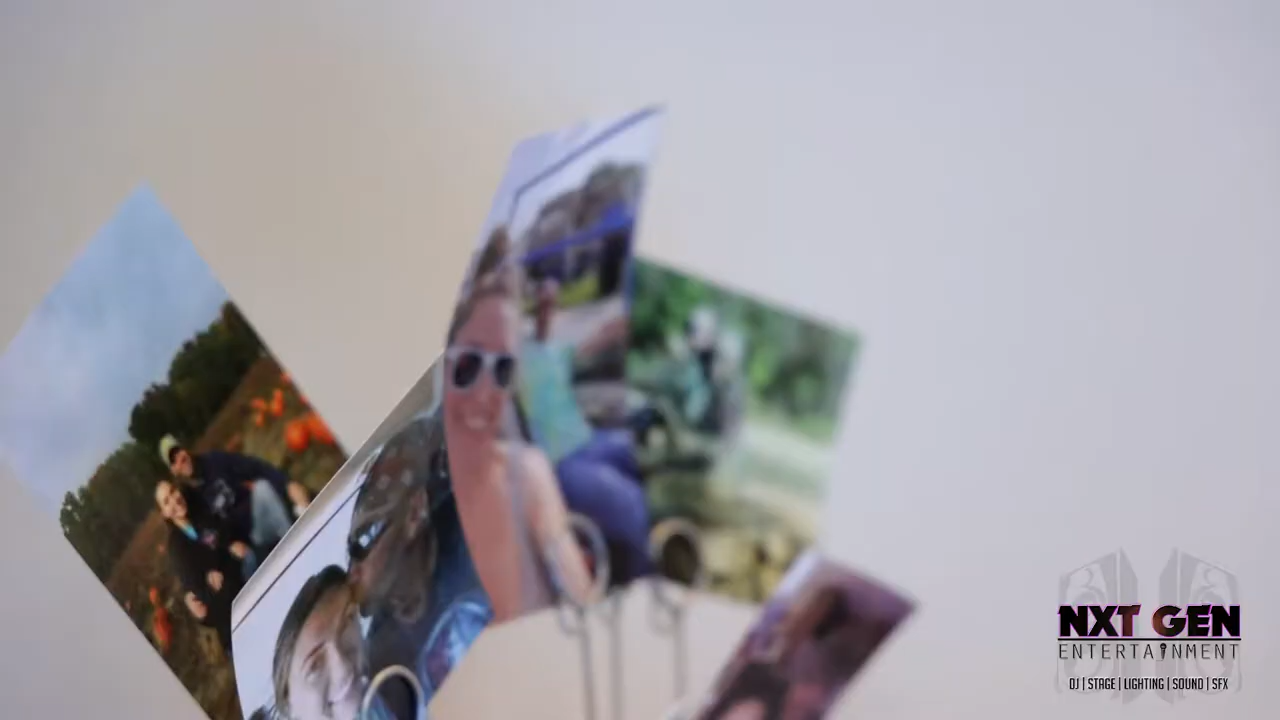 NXT GEN
ENTERTAINMENT
DJ | STAGE | LIGHTING | SOUND | SFX